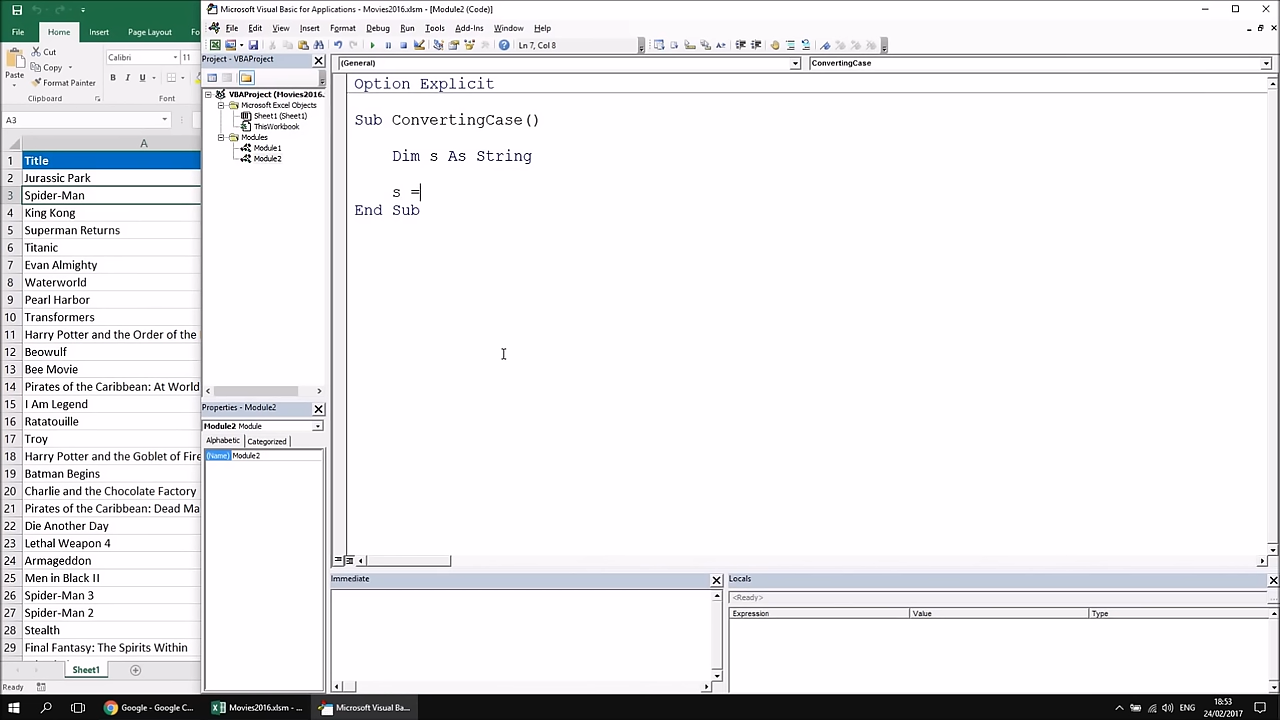 Microsoft Visual Basic for Applications - Movies2016.xlsm - [Module2 (Code)]
File Home Insert Page Layout Fo
File Edit View Insert Format Debug Run Tools Add-Ins Window Help
Ln 7, Col 8
Paste
Cut
Copy
Format Painter
Clipboard
Calibri 11
B I U
Font
A3
A
1 Title
2 Jurassic Park
3 Spider-Man
4 King Kong
5 Superman Returns
6 Titanic
7 Evan Almighty
8 Waterworld
9 Pearl Harbor
10 Transformers
11 Harry Potter and the Order of the
12 Beowulf
13 Bee Movie
14 Pirates of the Caribbean: At World
15 I Am Legend
16 Ratatouille
17 Troy
18 Harry Potter and the Goblet of Fire
19 Batman Begins
20 Charlie and the Chocolate Factory
21 Pirates of the Caribbean: Dead Ma
22 Die Another Day
23 Lethal Weapon 4
24 Armageddon
25 Men in Black II
26 Spider-Man 3
27 Spider-Man 2
28 Stealth
29 Final Fantasy: The Spirits Within
Sheet1
Ready
Project - VBAProject
VBAProject (Movies2016.
Microsoft Excel Objects
Sheet1 (Sheet1)
ThisWorkbook
Modules
Module1
Module2
Properties - Module2
Module2 Module
Alphabetic Categorized
(Name) Module2
(General) ConvertingCase
Option Explicit
Sub ConvertingCase()
Dim s As String
s =
End Sub
Immediate
Locals
<Ready>
Expression Value Type
Google - Google C... Movies2016.xlsm - ... Microsoft Visual Ba...
ENG
18:53
24/02/2017